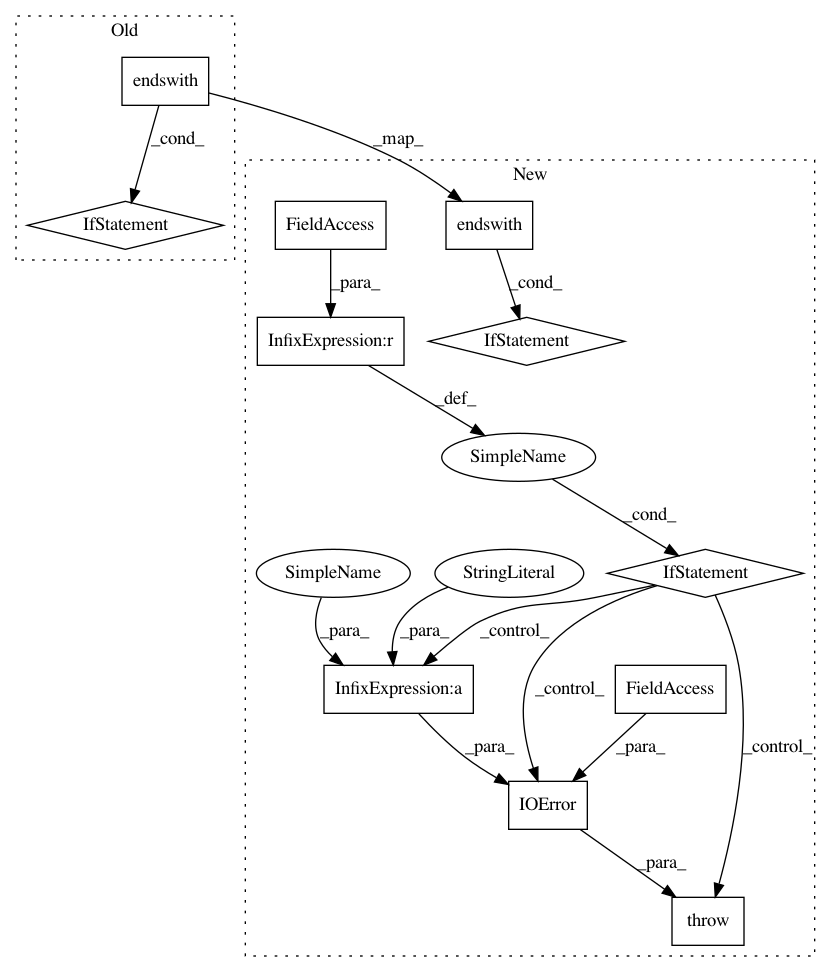 Old
endswith
_cond_
_map_
IfStatement
New
FieldAccess
endswith
_para_
_cond_
InfixExpression:r
IfStatement
_def_
SimpleName
_cond_
SimpleName
StringLiteral
IfStatement
_para_
_para_
_control_
InfixExpression:a
FieldAccess
_control_
_para_
_para_
_control_
IOError
_para_
throw